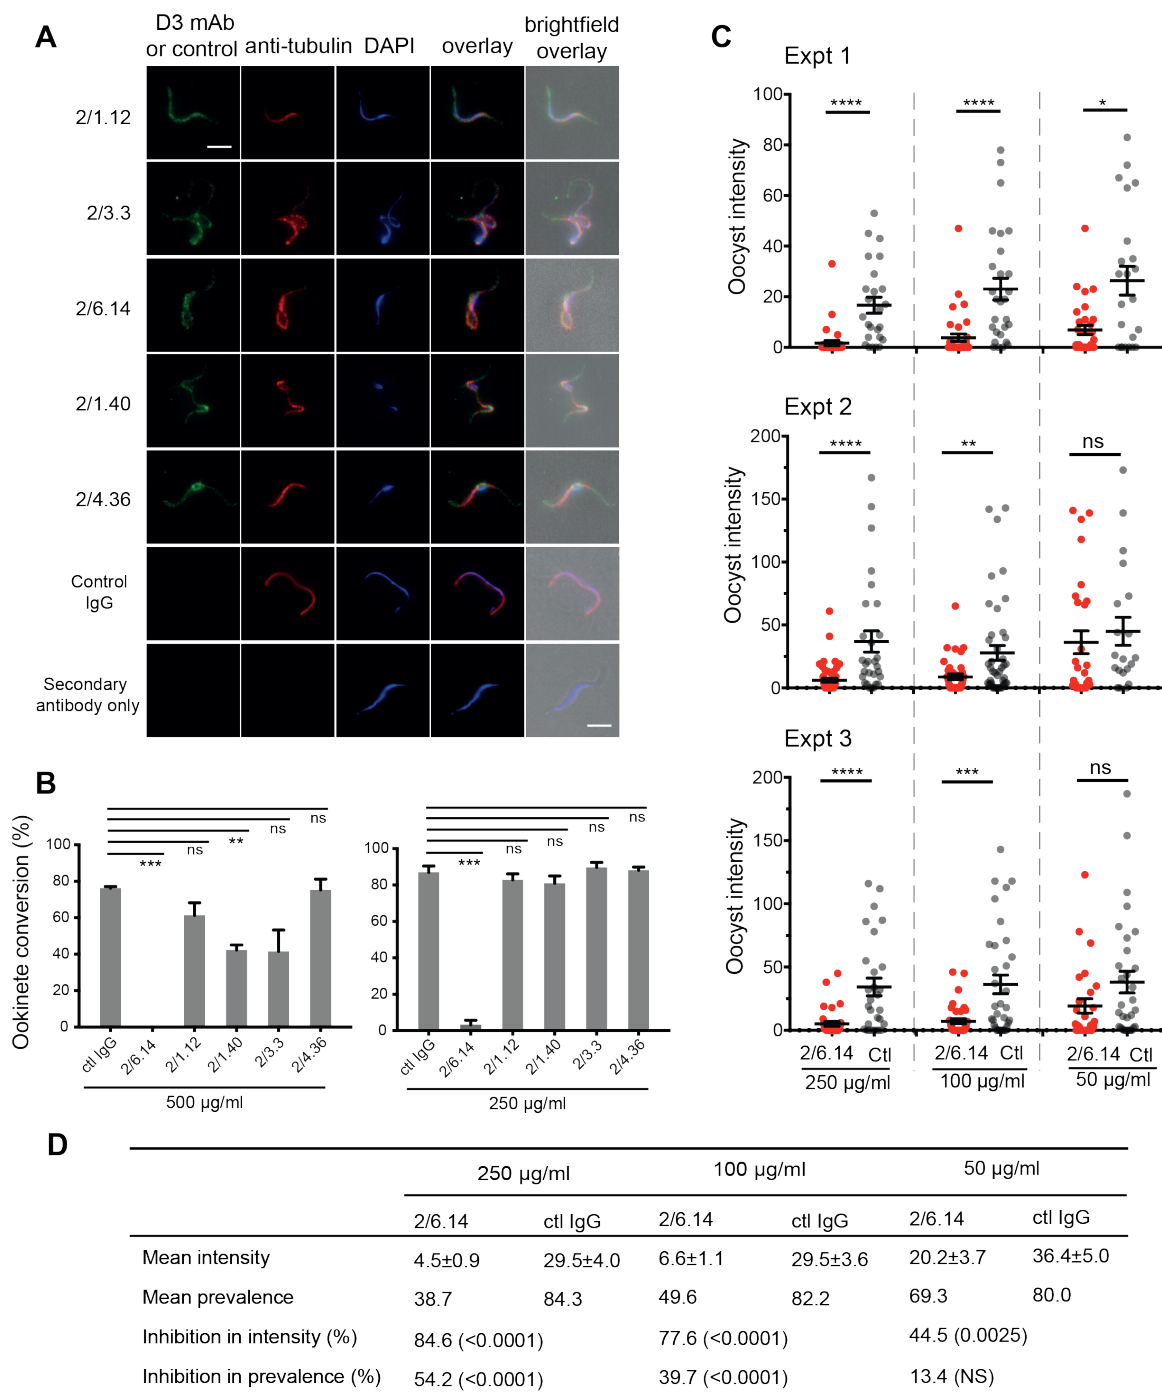 A
D3 mAb
or control
anti-tubulin
DAPI
overlay
brightfield
overlay
2/1.12
2/3.3
2/6.14
2/1.40
2/4.36
Control
IgG
Secondary
antibody only
B
Ookinete conversion (%)
100
80
60
40
20
0
***
ns
**
ns
ns
ctl IgG
2/6.14
2/1.12
2/1.40
2/3.3
2/4.36
500 µg/ml
100
80
60
40
20
0
***
ns
ns
ns
ns
ctl IgG
2/6.14
2/1.12
2/1.40
2/3.3
2/4.36
250 µg/ml
C
Expt 1
Oocyst intensity
100
80
60
40
20
0
****
****
*
Expt 2
Oocyst intensity
200
150
100
50
0
****
**
ns
Expt 3
Oocyst intensity
200
150
100
50
0
****
***
ns
2/6.14 Ctl
250 µg/ml
2/6.14 Ctl
100 µg/ml
2/6.14 Ctl
50 µg/ml
D
250 µg/ml 100 µg/ml 50 µg/ml
2/6.14 ctl IgG 2/6.14 ctl IgG 2/6.14 ctl IgG
Mean intensity 4.5±0.9 29.5±4.0 6.6±1.1 29.5±3.6 20.2±3.7 36.4±5.0
Mean prevalence 38.7 84.3 49.6 82.2 69.3 80.0
Inhibition in intensity (%) 84.6 (<0.0001) 77.6 (<0.0001) 44.5 (0.0025)
Inhibition in prevalence (%) 54.2 (<0.0001) 39.7 (<0.0001) 13.4 (NS)